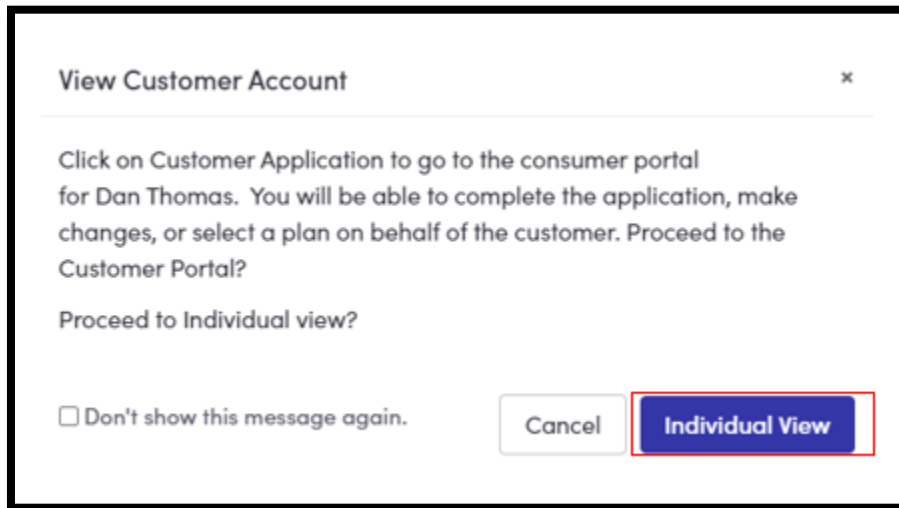 View Customer Account ×
Click on Customer Application to go to the consumer portal
for Dan Thomas.  You will be able to complete the application, make
changes, or select a plan on behalf of the customer. Proceed to the
Customer Portal?
Proceed to Individual view?
Don't show this message again. Cancel Individual View